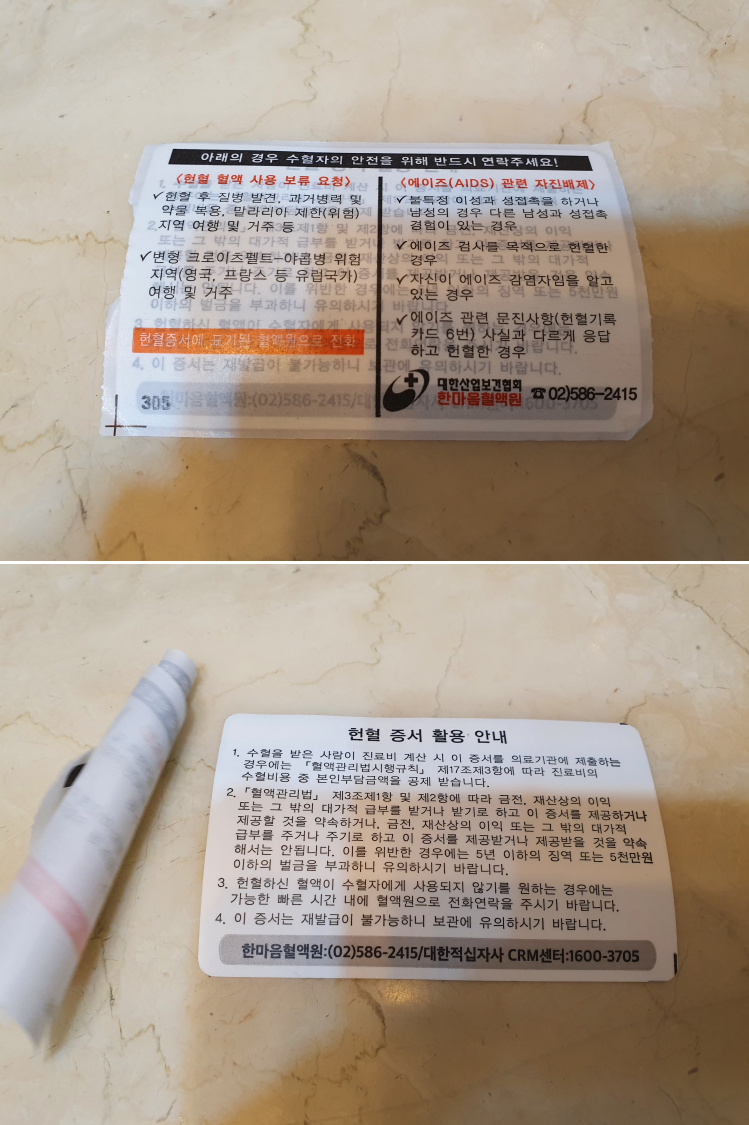 아래의 경우 수혈자의 안전을 위해 반드시 연락주세요!
〈헌혈 혈액 사용 보류 요청〉
✓헌혈 후 질병 발견, 과거병력 및
약물 복용, 말라리아 제한(위험)
지역 여행 및 거주 등
✓변형 크로이츠펠트-야콥병 위험
지역(영국, 프랑스 등 유럽국가)
여행 및 거주
헌혈증서에 표기된 혈액원으로 전화
305
〈에이즈(AIDS) 관련 자진배제〉
✓불특정 이성과 성접촉을 하거나
남성의 경우 다른 남성과 성접촉
경험이 있는 경우
✓에이즈 검사를 목적으로 헌혈한
경우
✓자신이 에이즈 감염자임을 알고
있는 경우
✓에이즈 관련 문진사항(헌혈기록
카드 6번) 사실과 다르게 응답
하고 헌혈한 경우
대한산업보건협회
한마음혈액원
☎02)586-2415
헌혈 증서 활용 안내
1. 수혈을 받은 사람이 진료비 계산 시 이 증서를 의료기관에 제출하는
경우에는 「혈액관리법시행규칙」 제17조제3항에 따라 진료비의
수혈비용 중 본인부담금액을 공제 받습니다.
2. 「혈액관리법」 제3조제1항 및 제2항에 따라 금전, 재산상의 이익
또는 그 밖의 대가적 급부를 받거나 받기로 하고 이 증서를 제공하거나
제공할 것을 약속하거나, 금전, 재산상의 이익 또는 그 밖의 대가적
급부를 주거나 주기로 하고 이 증서를 제공받거나 제공받을 것을 약속
해서는 안됩니다. 이를 위반한 경우에는 5년 이하의 징역 또는 5천만원
이하의 벌금을 부과하니 유의하시기 바랍니다.
3. 헌혈하신 혈액이 수혈자에게 사용되지 않기를 원하는 경우에는
가능한 빠른 시간 내에 혈액원으로 전화연락을 주시기 바랍니다.
4. 이 증서는 재발급이 불가능하니 보관에 유의하시기 바랍니다.
한마음혈액원:(02)586-2415/대한적십자사 CRM센터:1600-3705